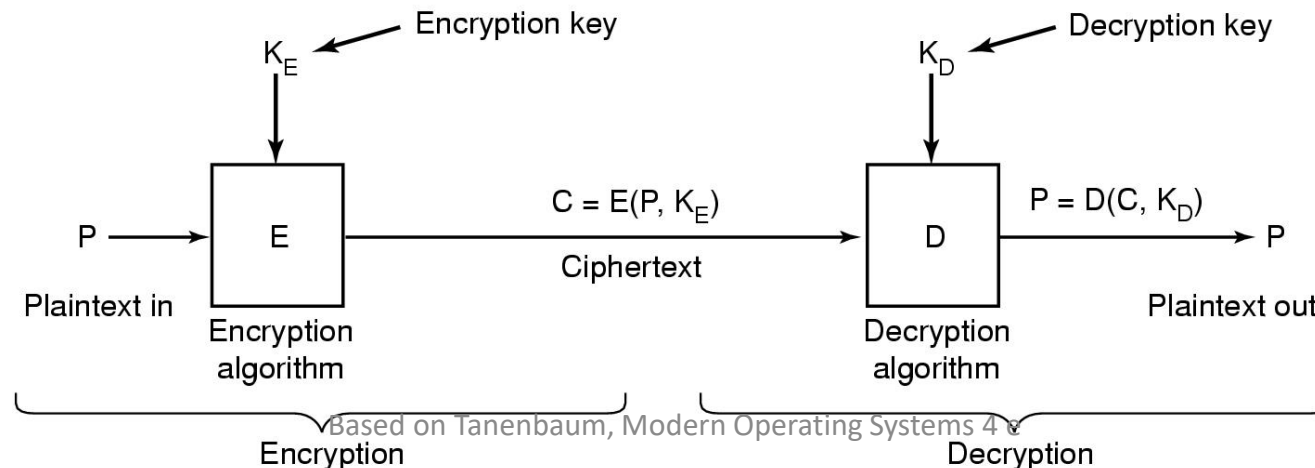 Encryption key
Decryption key
K_E
K_D
C = E(P, K_E)
P = D(C, K_D)
P
E
D
P
Ciphertext
Plaintext in
Plaintext out
Encryption
algorithm
Decryption
algorithm
Based on Tanenbaum, Modern Operating Systems 4 e
Encryption
Decryption